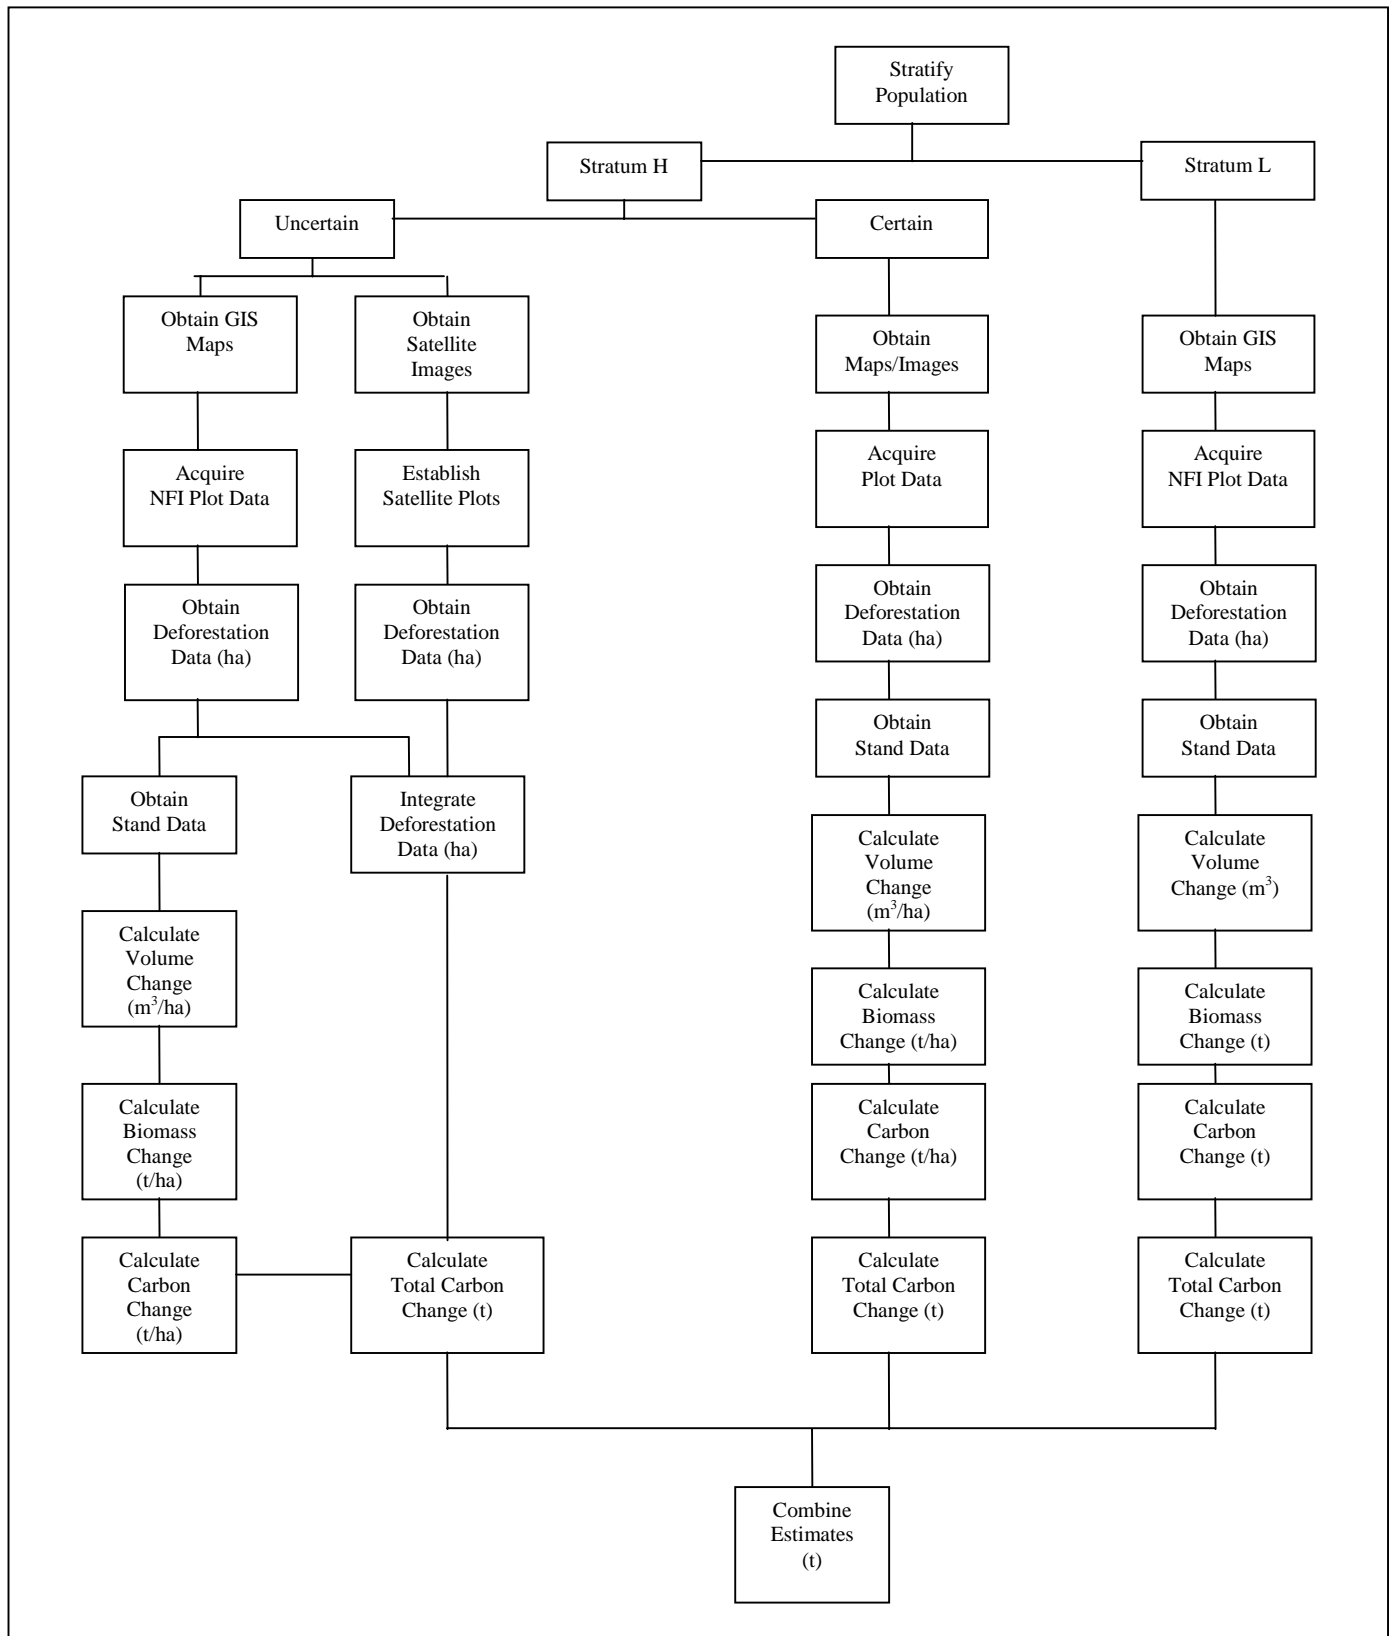 Stratify
Population
Stratum H
Stratum L
Uncertain
Certain
Obtain GIS
Maps
Obtain
Satellite
Images
Obtain
Maps/Images
Obtain GIS
Maps
Acquire
NFI Plot Data
Establish
Satellite Plots
Acquire
Plot Data
Acquire
NFI Plot Data
Obtain
Deforestation
Data (ha)
Obtain
Deforestation
Data (ha)
Obtain
Deforestation
Data (ha)
Obtain
Deforestation
Data (ha)
Obtain
Stand Data
Obtain
Stand Data
Obtain
Stand Data
Integrate
Deforestation
Data (ha)
Calculate
Volume
Change
(m³/ha)
Calculate
Volume
Change (m³)
Calculate
Volume
Change
(m³/ha)
Calculate
Biomass
Change (t/ha)
Calculate
Biomass
Change (t)
Calculate
Biomass
Change
(t/ha)
Calculate
Carbon
Change (t/ha)
Calculate
Carbon
Change (t)
Calculate
Carbon
Change
(t/ha)
Calculate
Total Carbon
Change (t)
Calculate
Total Carbon
Change (t)
Calculate
Total Carbon
Change (t)
Combine
Estimates
(t)